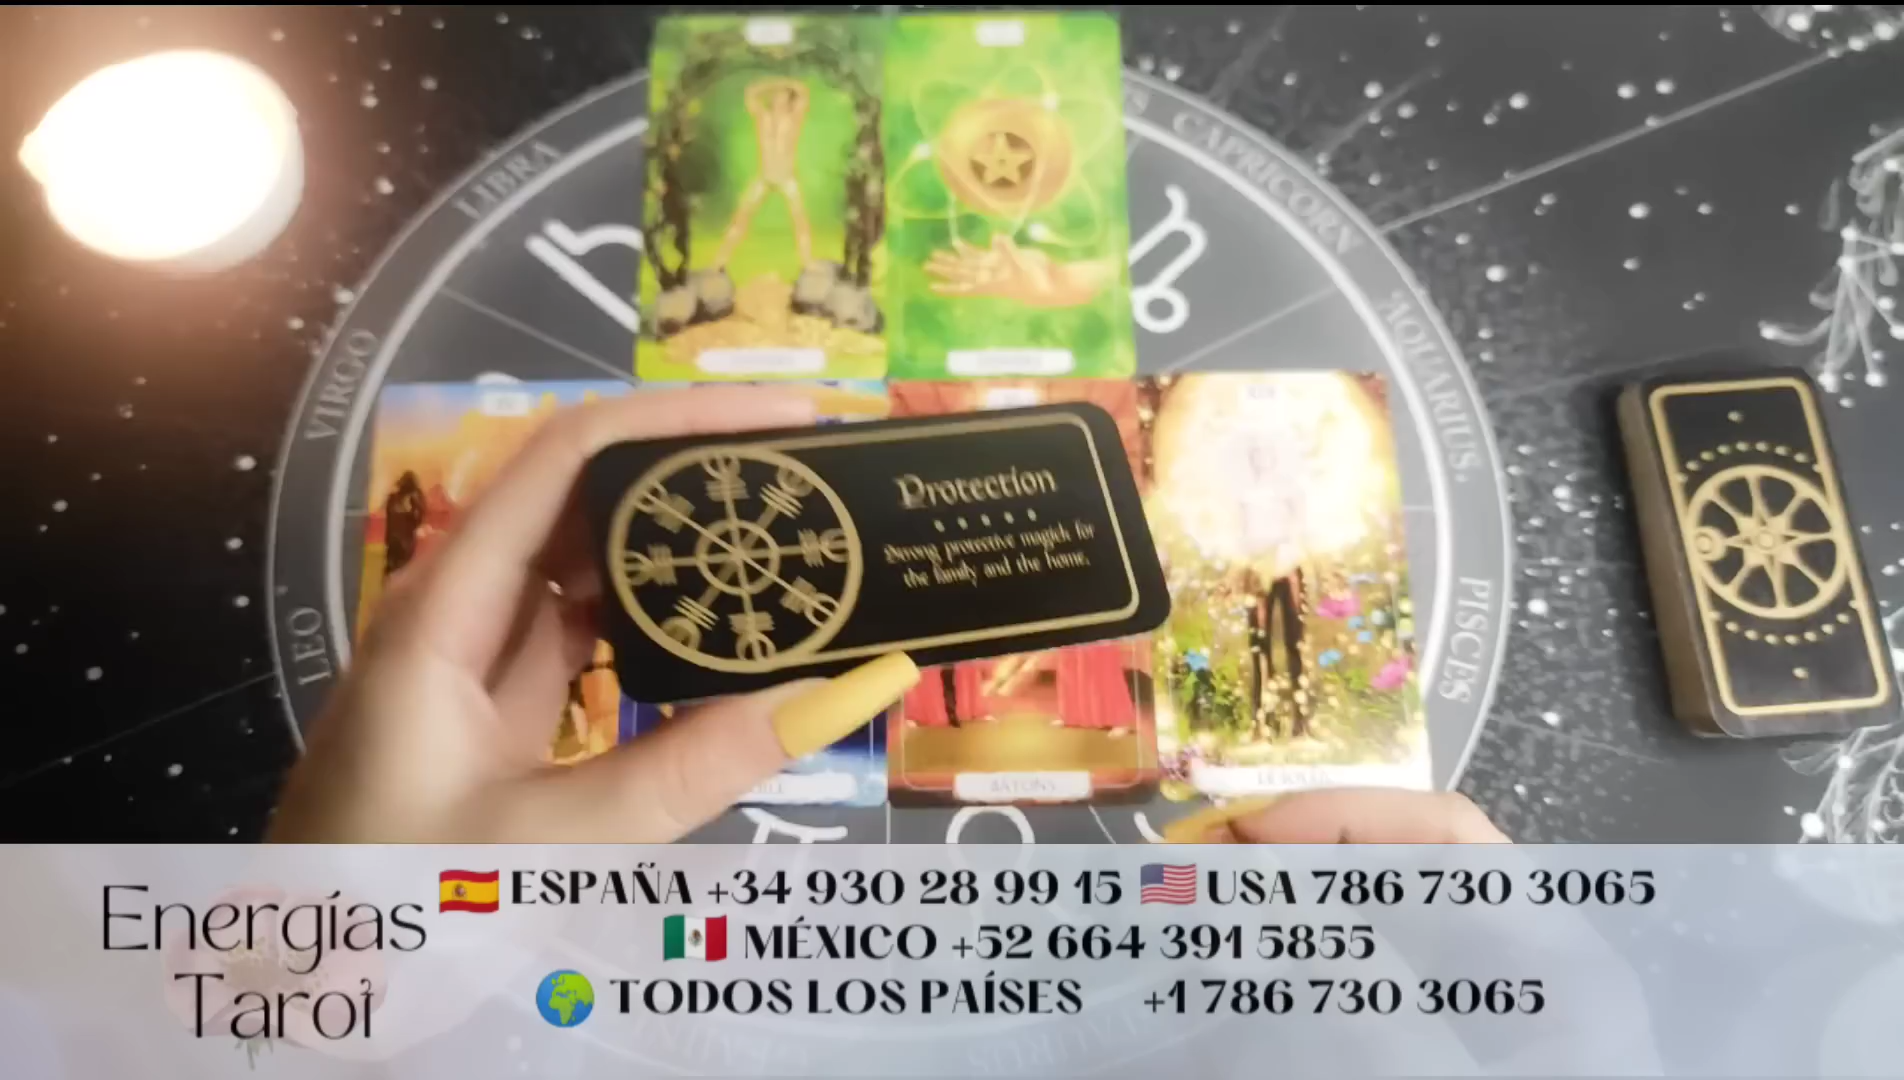 LIBRA
CAPRICORN
VIRGO
AQUARIUS
LEO
PISCES
Protection
Strong protective magick for
the family and the home.
BATONS
LE SOLEIL
Energías
Tarot
ESPAÑA +34 930 28 99 15 USA 786 730 3065
MÉXICO +52 664 391 5855
TODOS LOS PAÍSES +1 786 730 3065